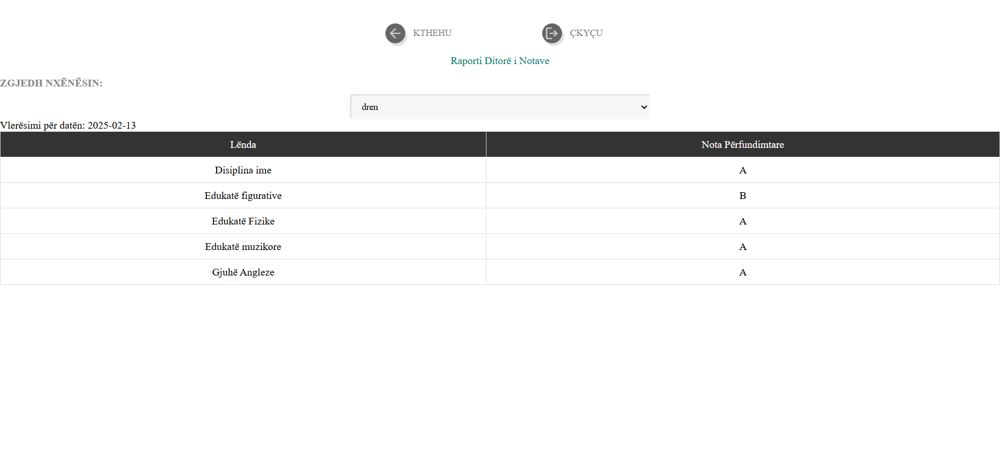 KTHEHU ÇKYÇU
Raporti Ditorë i Notave
ZGJEDH NXËNËSIN:
dren
Vlerësimi për datën: 2025-02-13
Lënda Nota Përfundimtare
Disiplina ime A
Edukatë figurative B
Edukatë Fizike A
Edukatë muzikore A
Gjuhë Angleze A